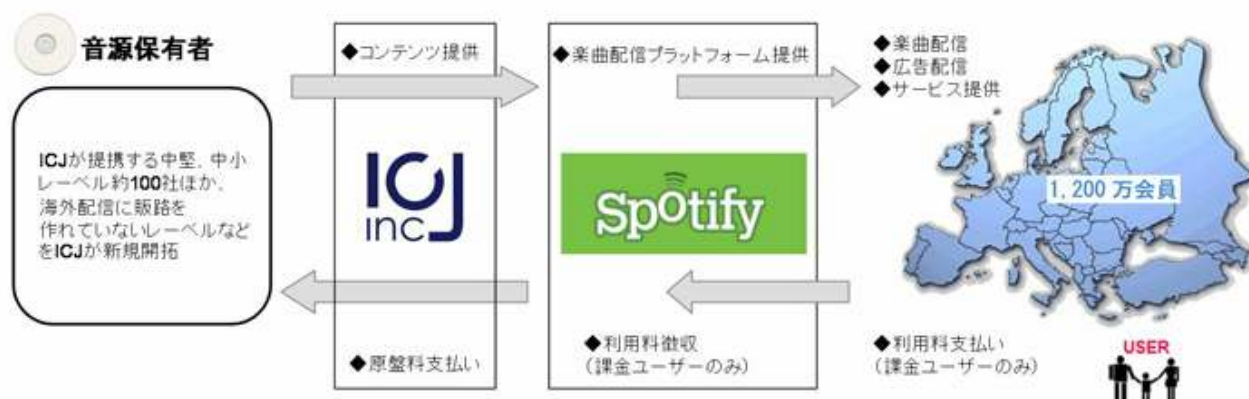 音源保有者
ICJが提携する中堅、中小
レーベル約100社ほか、
海外配信に販路を
作れていないレーベルなど
をICJが新規開拓
◆コンテンツ提供
ICJ
inc
◆原盤料支払い
◆楽曲配信プラットフォーム提供
Spotify
◆利用料徴収
（課金ユーザーのみ）
◆楽曲配信
◆広告配信
◆サービス提供
1,200万会員
◆利用料支払い
（課金ユーザーのみ）
USER